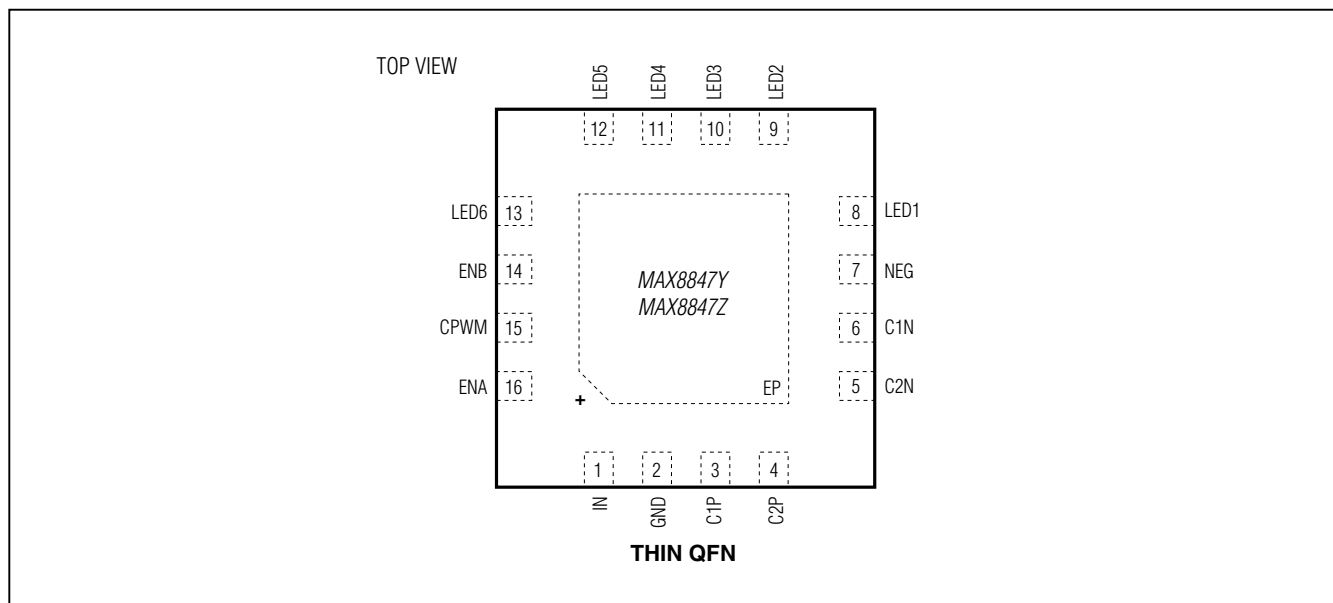 TOP VIEW
LED5 LED4 LED3 LED2
12 11 10 9
LED6 13 8 LED1
ENB 14 MAX8847Y 7 NEG
MAX8847Z
CPWM 15 6 C1N
ENA 16 + EP 5 C2N
1 2 3 4
IN GND C1P C2P
THIN QFN